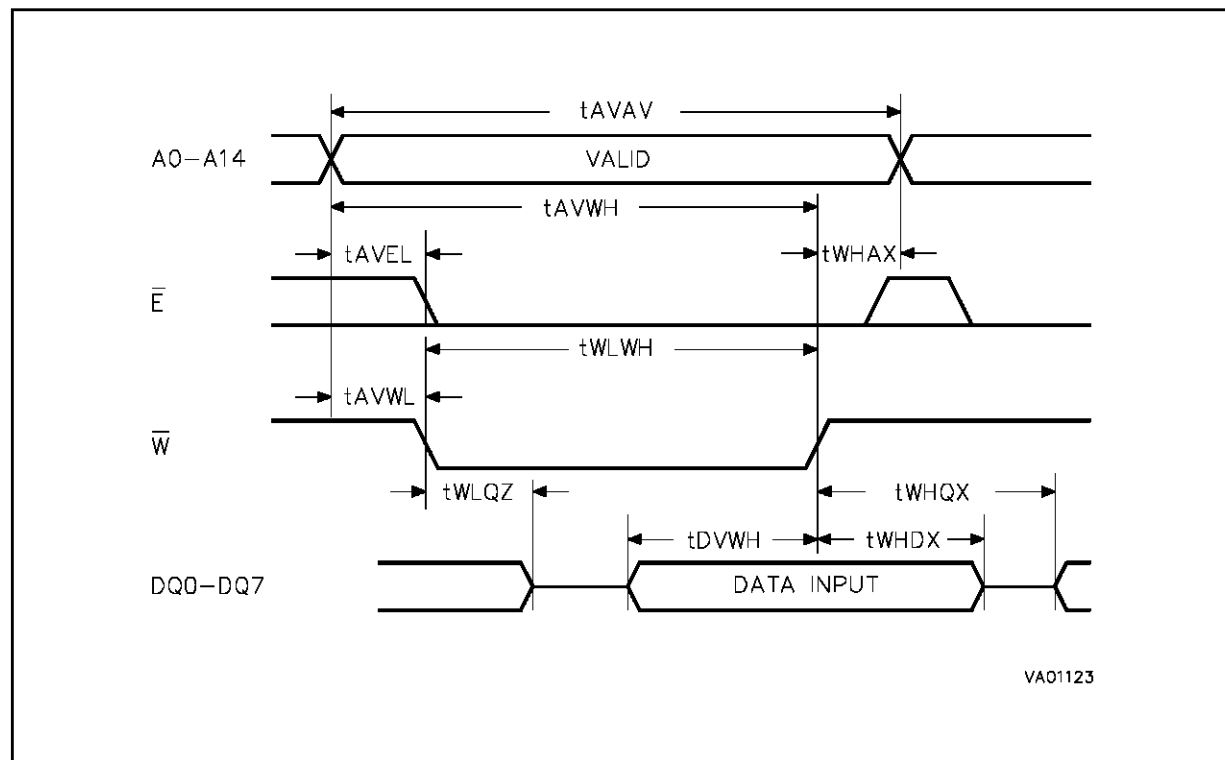 tAVAV
A0–A14
VALID
tAVWH
tAVEL
tWHAX
E̅
tWLWH
tAVWL
W̅
tWLQZ
tWHQX
tDVWH
tWHDX
DQ0–DQ7
DATA INPUT
VA01123